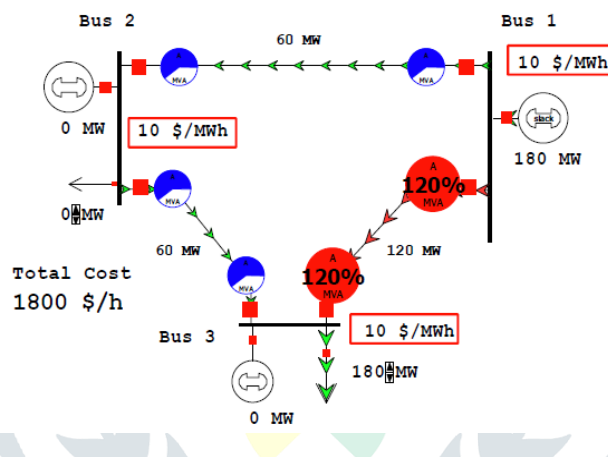 Bus 2
Bus 1
60 MW
A
MVA
A
MVA
10 $/MWh
slack
0 MW
10 $/MWh
180 MW
A
120%
MVA
A
MVA
0 MW
60 MW
120 MW
A
MVA
A
120%
MVA
Total Cost
1800 $/h
Bus 3
10 $/MWh
180 MW
0 MW